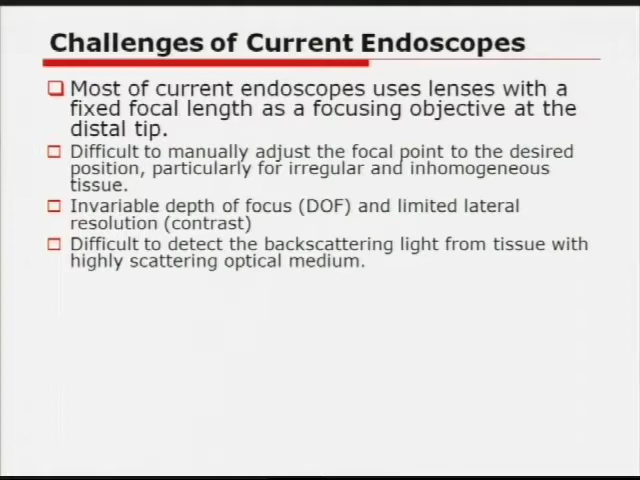 Challenges of Current Endoscopes
Most of current endoscopes uses lenses with a
fixed focal length as a focusing objective at the
distal tip.
Difficult to manually adjust the focal point to the desired
position, particularly for irregular and inhomogeneous
tissue.
Invariable depth of focus (DOF) and limited lateral
resolution (contrast)
Difficult to detect the backscattering light from tissue with
highly scattering optical medium.